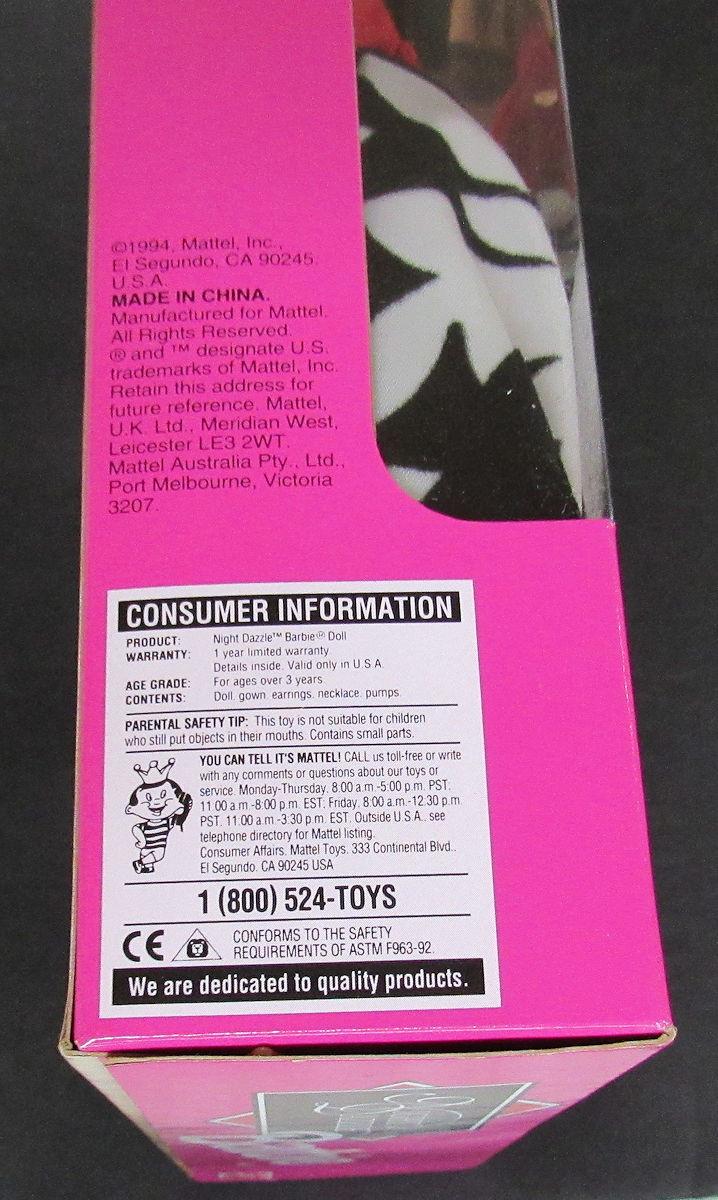 ©1994, Mattel, Inc.,
El Segundo, CA 90245.
U.S.A.
MADE IN CHINA.
Manufactured for Mattel.
All Rights Reserved.
® and ™ designate U.S.
trademarks of Mattel, Inc.
Retain this address for
future reference. Mattel,
U.K. Ltd., Meridian West,
Leicester LE3 2WT.
Mattel Australia Pty., Ltd.,
Port Melbourne, Victoria
3207.
CONSUMER INFORMATION
PRODUCT: Night Dazzle™ Barbie® Doll
WARRANTY: 1 year limited warranty.
Details inside. Valid only in U.S.A.
AGE GRADE: For ages over 3 years.
CONTENTS: Doll, gown, earrings, necklace, pumps.
PARENTAL SAFETY TIP: This toy is not suitable for children
who still put objects in their mouths. Contains small parts.
YOU CAN TELL IT'S MATTEL! CALL us toll-free or write
with any comments or questions about our toys or
service. Monday-Thursday, 8:00 a.m.-5:00 p.m. PST;
11:00 a.m.-8:00 p.m. EST; Friday, 8:00 a.m.-12:30 p.m.
PST, 11:00 a.m.-3:30 p.m. EST. Outside U.S.A., see
telephone directory for Mattel listing.
Consumer Affairs, Mattel Toys, 333 Continental Blvd.,
El Segundo, CA 90245 USA
1 (800) 524-TOYS
CE
CONFORMS TO THE SAFETY
REQUIREMENTS OF ASTM F963-92.
We are dedicated to quality products.